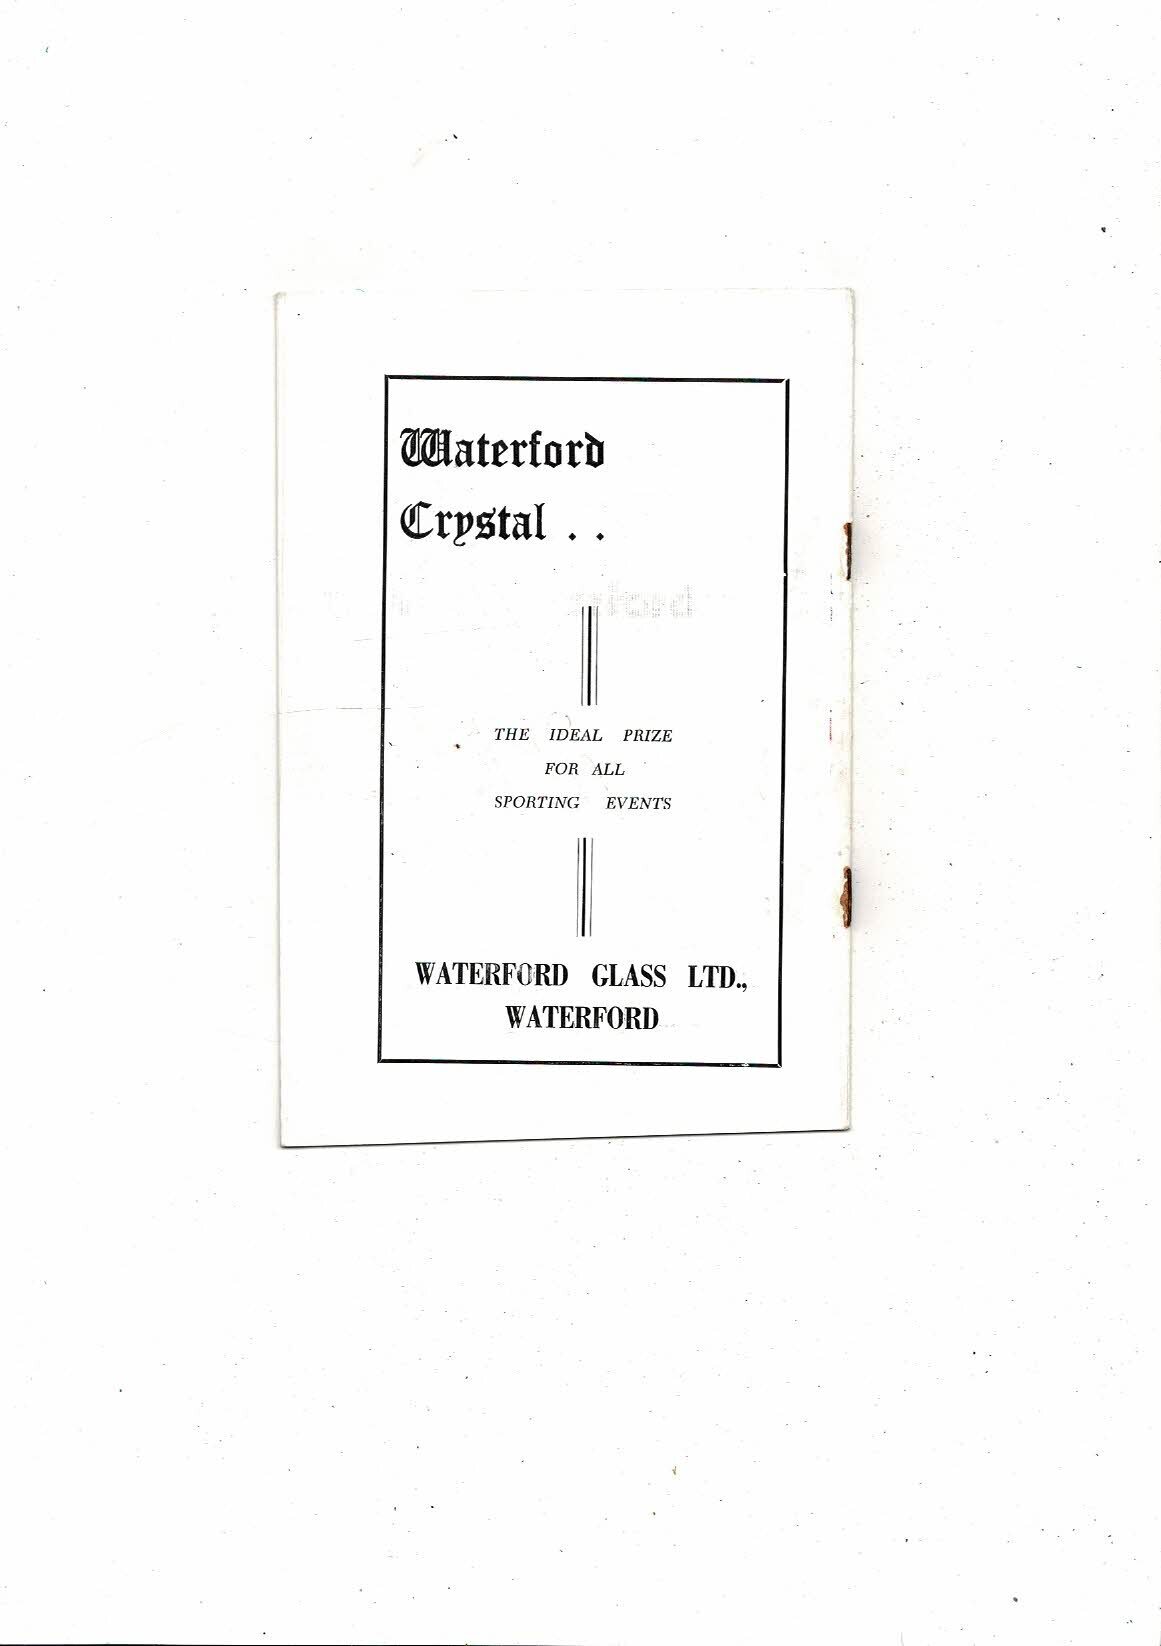 Waterford
Crystal . .
THE IDEAL PRIZE
FOR ALL
SPORTING EVENTS
WATERFORD GLASS LTD.,
WATERFORD